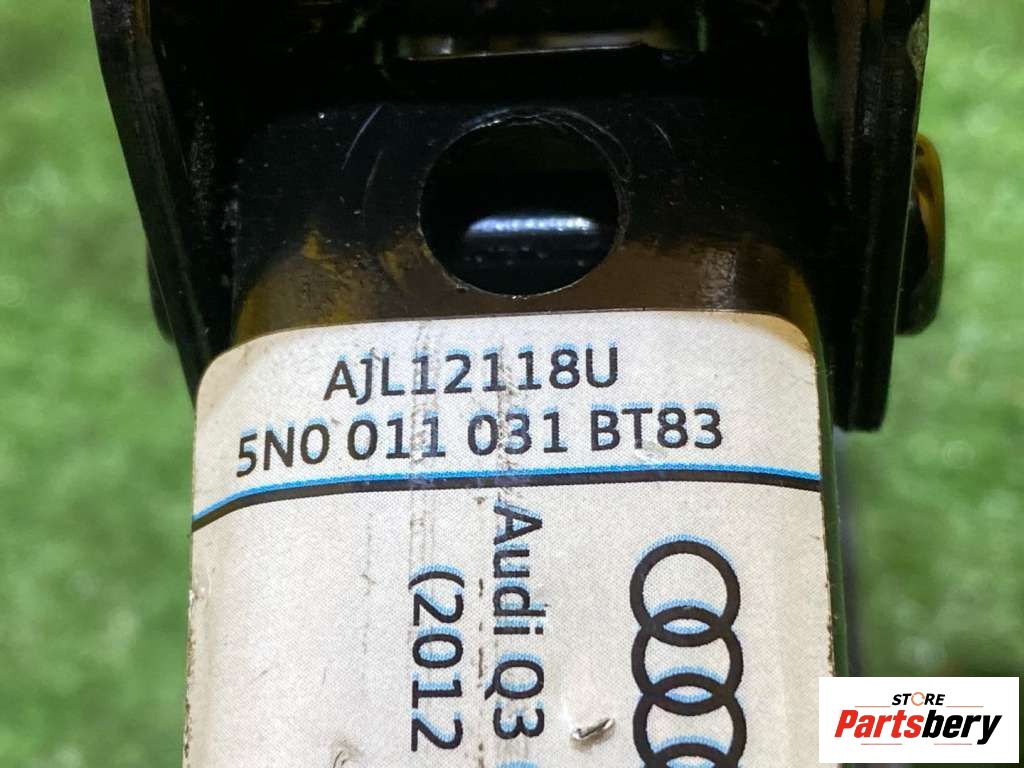 AJL12118U
5N0 011 031 BT83
Audi Q3
(2012
STORE
Partsbery